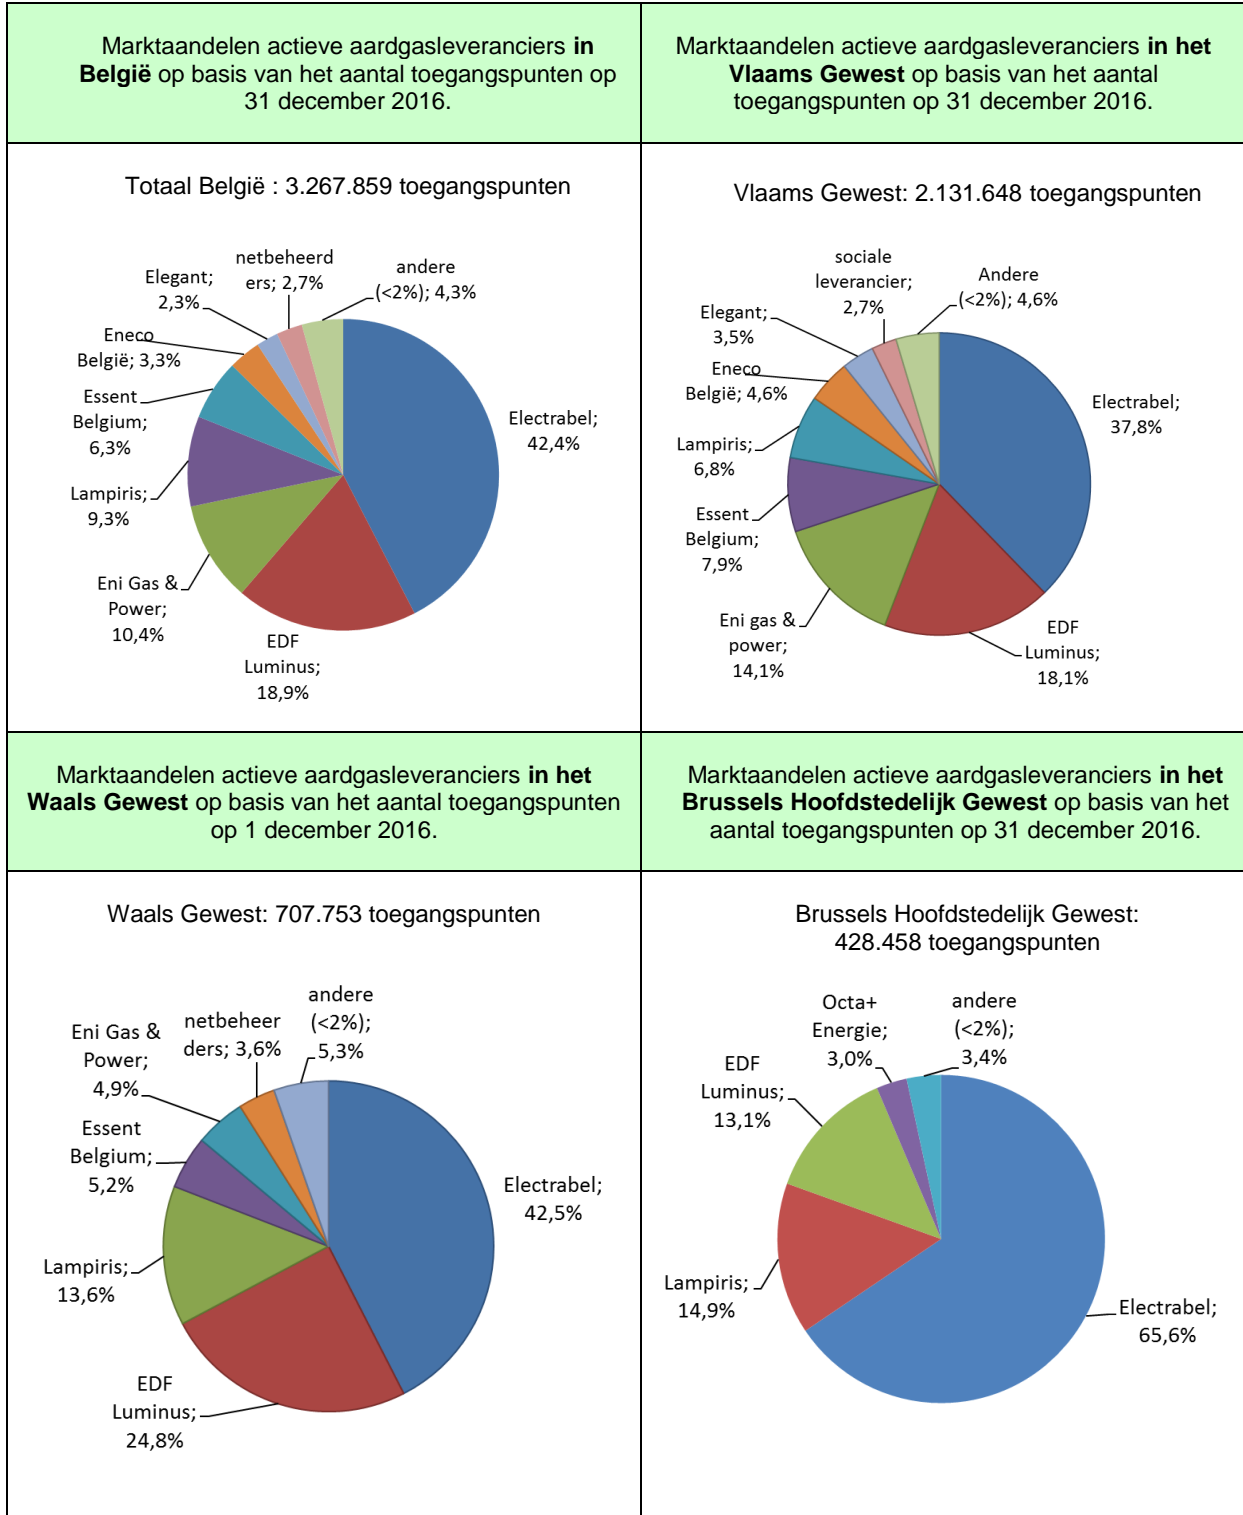 Marktaandelen actieve aardgasleveranciers in
België op basis van het aantal toegangspunten op
31 december 2016.
Marktaandelen actieve aardgasleveranciers in het
Vlaams Gewest op basis van het aantal
toegangspunten op 31 december 2016.
Totaal België : 3.267.859 toegangspunten
Elegant;
2,3%
netbeheerd
ers; 2,7%
andere
(<2%); 4,3%
Eneco
België; 3,3%
Essent
Belgium;
6,3%
Lampiris;
9,3%
Eni Gas &
Power;
10,4%
EDF
Luminus;
18,9%
Electrabel;
42,4%
Vlaams Gewest: 2.131.648 toegangspunten
sociale
leverancier;
2,7%
Andere
(<2%); 4,6%
Elegant;
3,5%
Eneco
België; 4,6%
Lampiris;
6,8%
Essent
Belgium;
7,9%
Eni gas &
power;
14,1%
EDF
Luminus;
18,1%
Electrabel;
37,8%
Marktaandelen actieve aardgasleveranciers in het
Waals Gewest op basis van het aantal toegangspunten
op 1 december 2016.
Marktaandelen actieve aardgasleveranciers in het
Brussels Hoofdstedelijk Gewest op basis van het
aantal toegangspunten op 31 december 2016.
Waals Gewest: 707.753 toegangspunten
Eni Gas &
Power;
4,9%
netbeheer
ders; 3,6%
andere
(<2%);
5,3%
Essent
Belgium;
5,2%
Lampiris;
13,6%
EDF
Luminus;
24,8%
Electrabel;
42,5%
Brussels Hoofdstedelijk Gewest:
428.458 toegangspunten
Octa+
Energie;
3,0%
andere
(<2%);
3,4%
EDF
Luminus;
13,1%
Lampiris;
14,9%
Electrabel;
65,6%